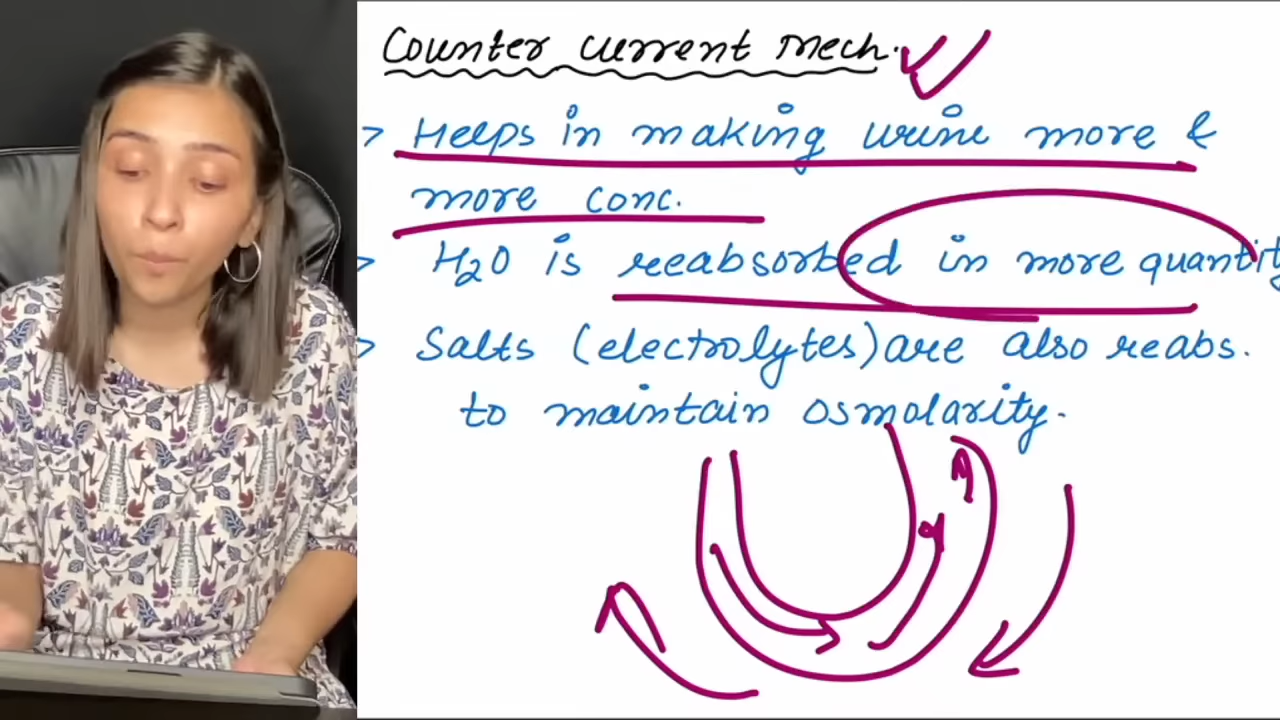 Counter current Mech.
> Helps in making urine more &
more conc.
> H2O is reabsorbed in more quantity
> Salts (electrolytes) are also reabs.
to maintain osmolarity.